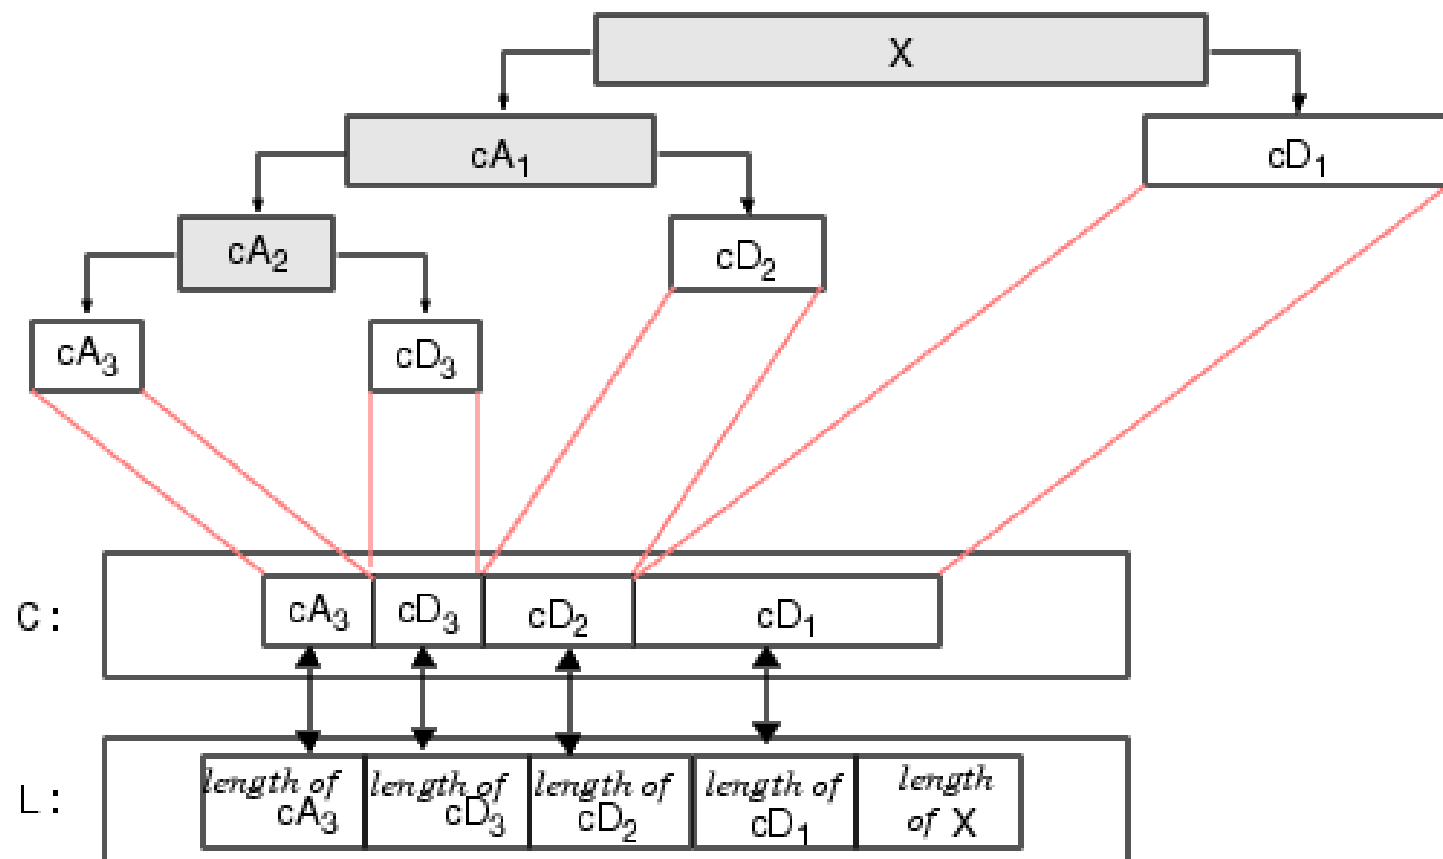 X
cA₁
cD₁
cA₂
cD₂
cA₃
cD₃
C: cA₃ cD₃ cD₂ cD₁
L: length of cA₃ length of cD₃ length of cD₂ length of cD₁ length of X